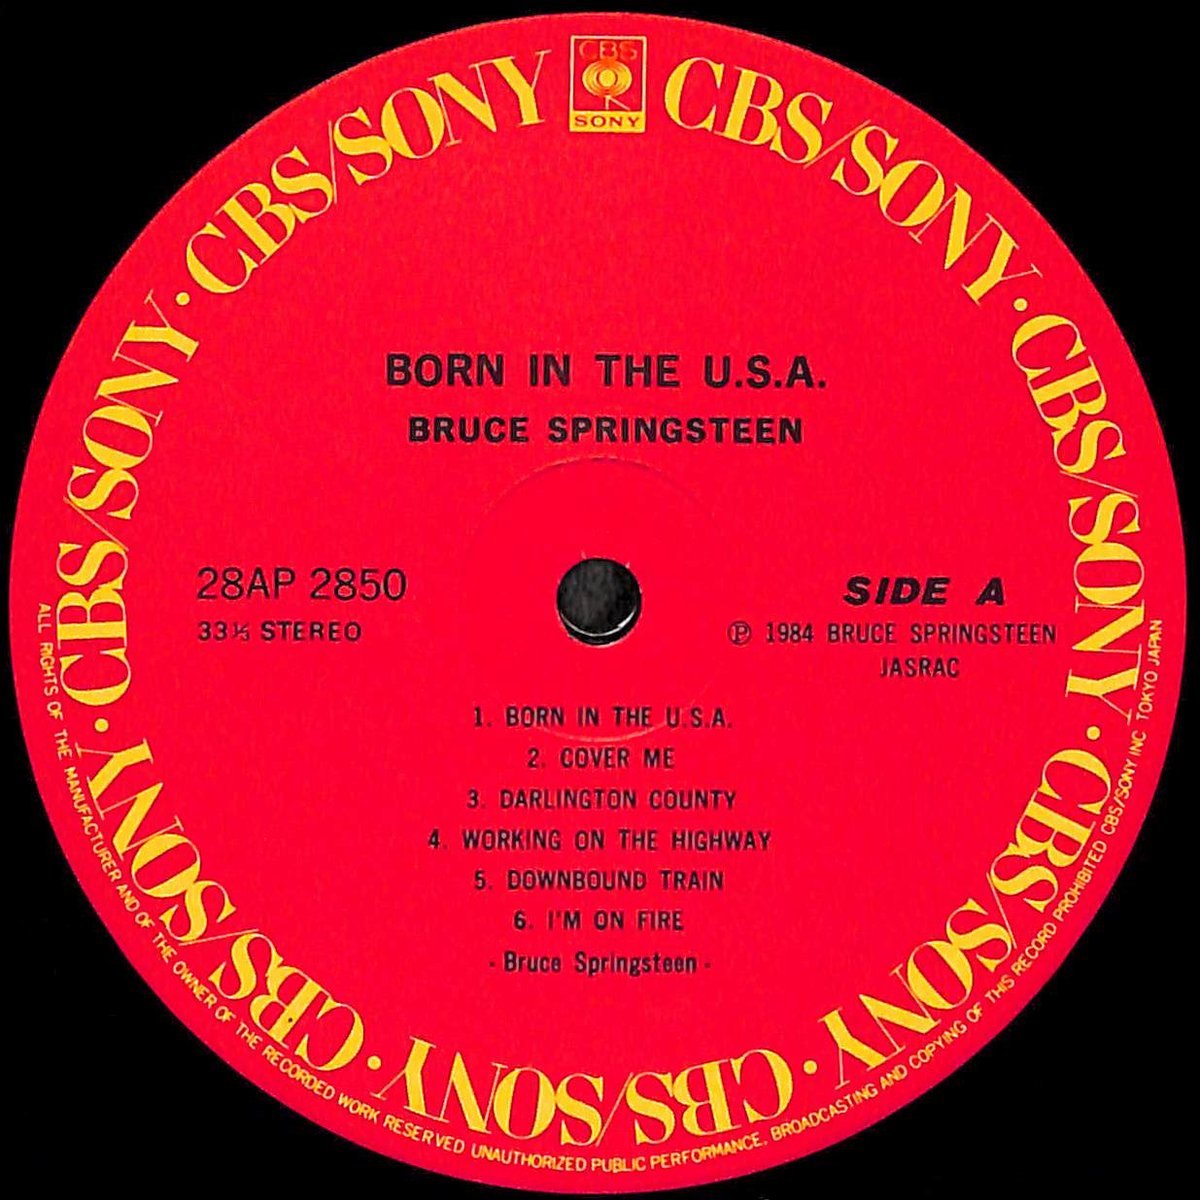 CBS
SONY
CBS/SONY · CBS/SONY · CBS/SONY · CBS/SONY · CBS/SONY · CBS/SONY · CBS/SONY
BORN IN THE U.S.A.
BRUCE SPRINGSTEEN
28AP 2850
33⅓ STEREO
SIDE A
Ⓟ 1984 BRUCE SPRINGSTEEN
JASRAC
1. BORN IN THE U.S.A.
2. COVER ME
3. DARLINGTON COUNTY
4. WORKING ON THE HIGHWAY
5. DOWNBOUND TRAIN
6. I'M ON FIRE
- Bruce Springsteen -
ALL RIGHTS OF THE MANUFACTURER AND OF THE OWNER OF THE RECORDED WORK RESERVED UNAUTHORIZED PUBLIC PERFORMANCE, BROADCASTING AND COPYING OF THIS RECORD PROHIBITED CBS/SONY INC TOKYO JAPAN